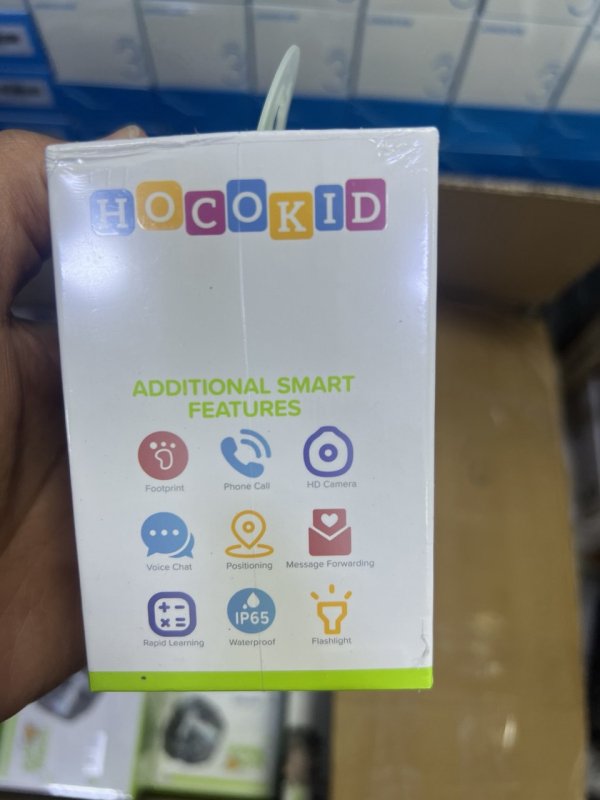 HOCOKID
ADDITIONAL SMART
FEATURES
Footprint
Phone Call
HD Camera
Voice Chat
Positioning
Message Forwarding
Rapid Learning
IP65
Waterproof
Flashlight